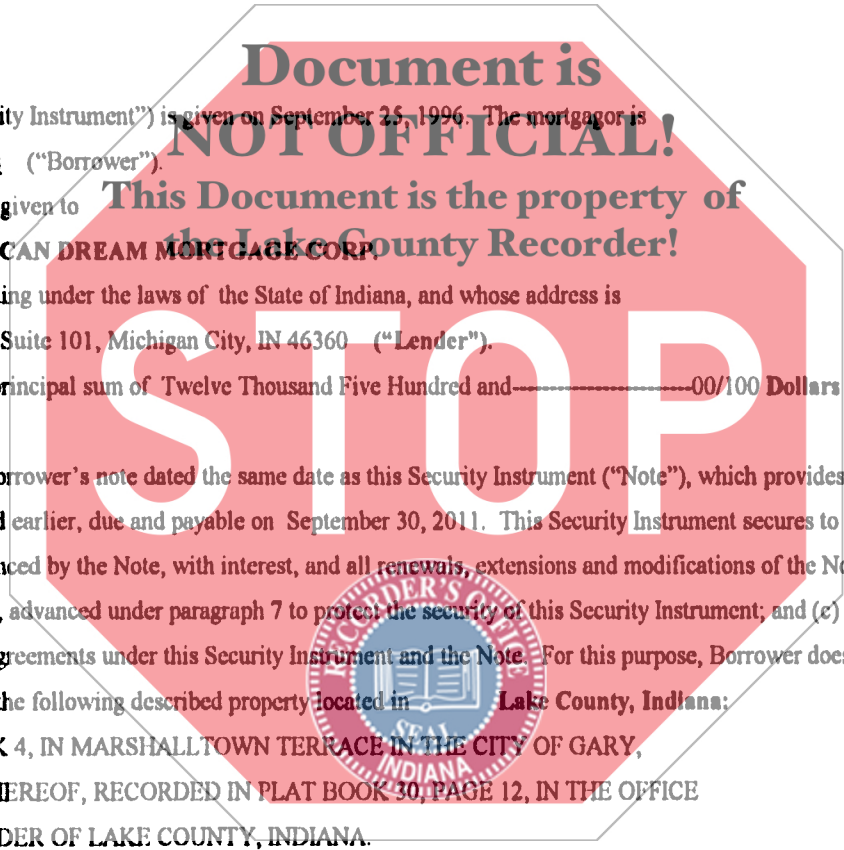 Document is
ity Instrument") is given on September 25, 1996. The mortgagor is
NOT OFFICIAL!
("Borrower").
This Document is the property of
given to
the Lake County Recorder!
CAN DREAM MORTGAGE CORP.
ing under the laws of the State of Indiana, and whose address is
Suite 101, Michigan City, IN 46360 ("Lender").
rincipal sum of Twelve Thousand Five Hundred and----------------------00/100 Dollars
STOP
orrower's note dated the same date as this Security Instrument ("Note"), which provides
d earlier, due and payable on September 30, 2011. This Security Instrument secures to
nced by the Note, with interest, and all renewals, extensions and modifications of the No
, advanced under paragraph 7 to protect the security of this Security Instrument; and (c)
greements under this Security Instrument and the Note. For this purpose, Borrower does
he following described property located in Lake County, Indiana:
K 4, IN MARSHALLTOWN TERRACE IN THE CITY OF GARY,
EREOF, RECORDED IN PLAT BOOK 30, PAGE 12, IN THE OFFICE
DER OF LAKE COUNTY, INDIANA.
RECORDER'S OFFICE
SEAL
INDIANA